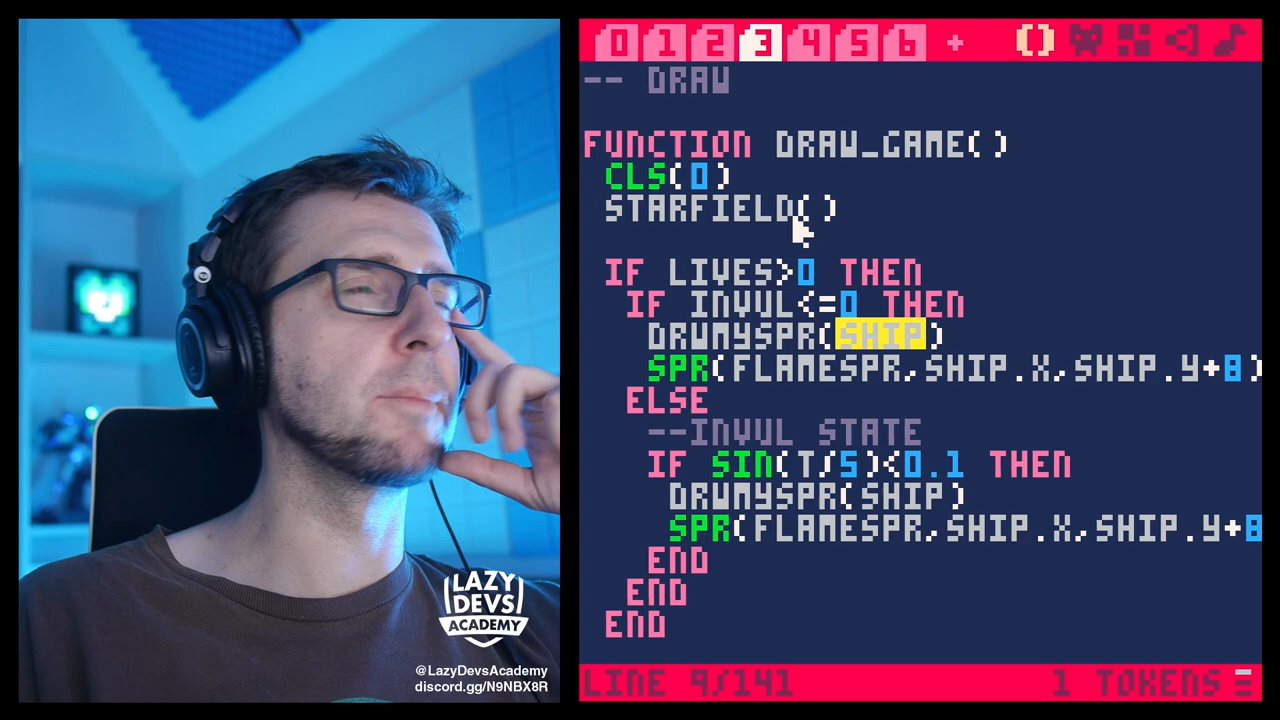 LAZY
DEVS
ACADEMY
@LazyDevsAcademy
discord.gg/N9NBX8R
0 1 2 3 4 5 6 +
-- DRAW
FUNCTION DRAW_GAME()
CLS(0)
STARFIELD()
IF LIVES>0 THEN
IF INVUL<=0 THEN
DRWMYSPR(SHIP)
SPR(FLAMESPR,SHIP.X,SHIP.Y+8)
ELSE
--INVUL STATE
IF SIN(T/5)<0.1 THEN
DRWMYSPR(SHIP)
SPR(FLAMESPR,SHIP.X,SHIP.Y+8
END
END
END
LINE 9/141
1 TOKENS